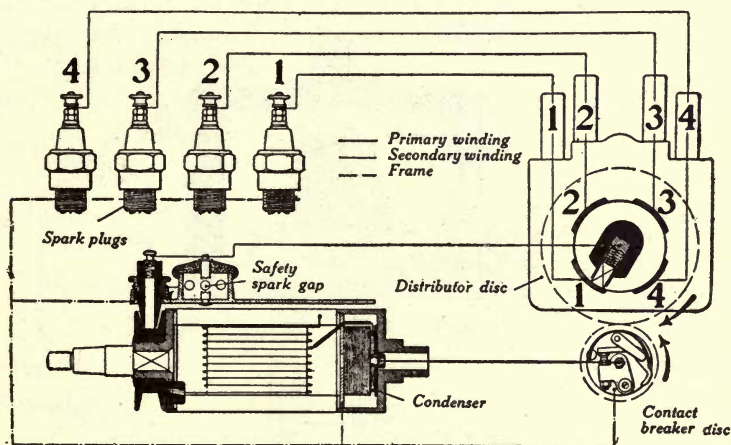 4 3 2 1
1 2 3 4
Primary winding
Secondary winding
Frame
2 3
1 4
Spark plugs
Safety
spark gap
Distributor disc
Condenser
Contact
breaker disc